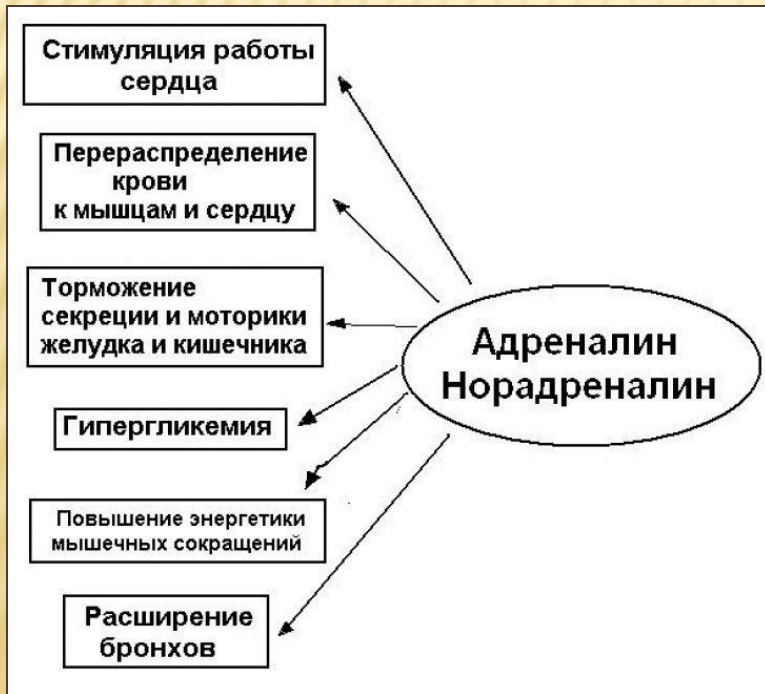 Стимуляция работы
сердца
Перераспределение
крови
к мышцам и сердцу
Торможение
секреции и моторики
желудка и кишечника
Гипергликемия
Повышение энергетики
мышечных сокращений
Расширение
бронхов
Адреналин
Норадреналин